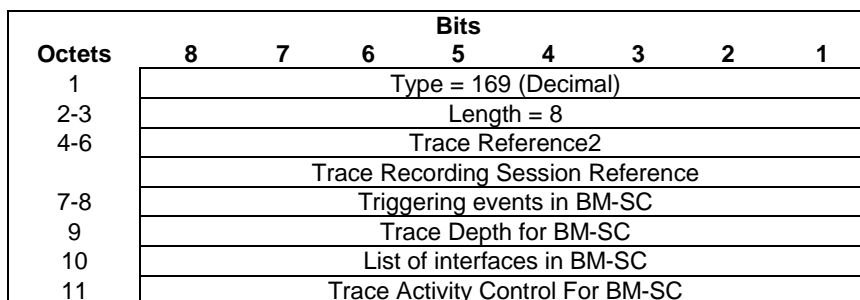 Bits
Octets 8 7 6 5 4 3 2 1
1 Type = 169 (Decimal)
2-3 Length = 8
4-6 Trace Reference2
Trace Recording Session Reference
7-8 Triggering events in BM-SC
9 Trace Depth for BM-SC
10 List of interfaces in BM-SC
11 Trace Activity Control For BM-SC